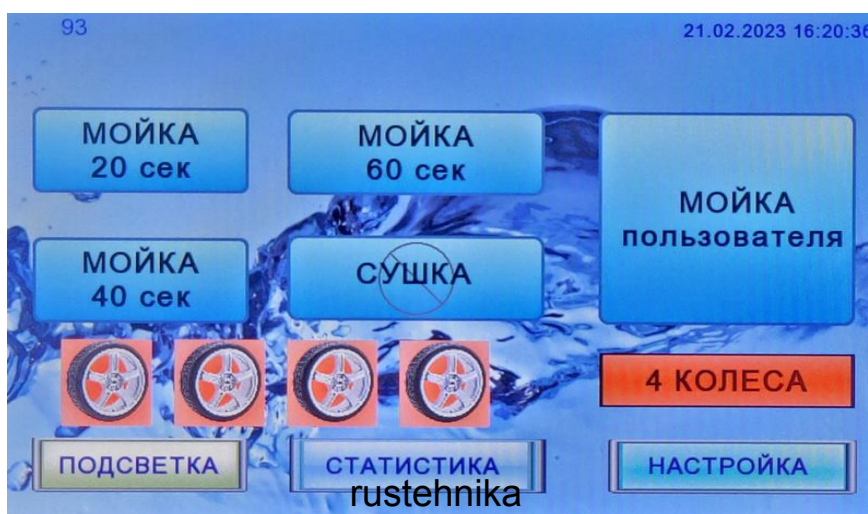 93
21.02.2023 16:20:36
МОЙКА
20 сек
МОЙКА
60 сек
МОЙКА
пользователя
МОЙКА
40 сек
СУШКА
4 КОЛЕСА
ПОДСВЕТКА
СТАТИСТИКА
НАСТРОЙКА
rustehnika